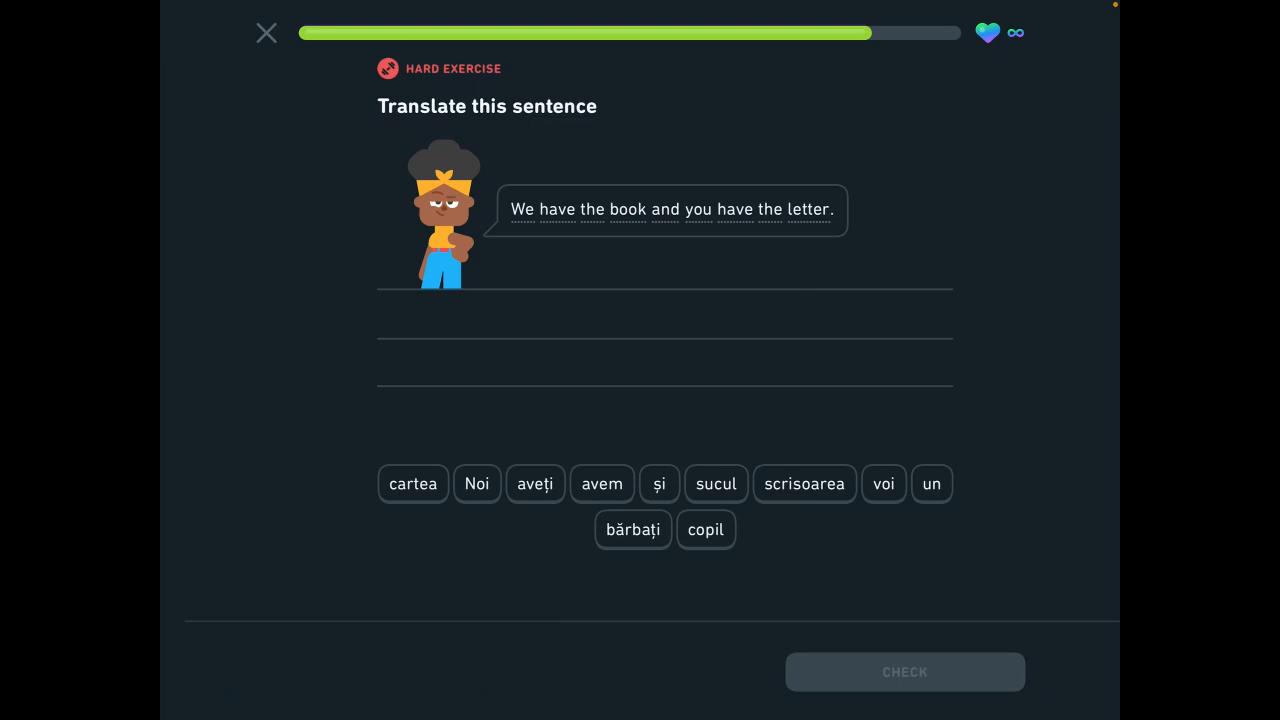 HARD EXERCISE
Translate this sentence
We have the book and you have the letter.
cartea Noi aveți avem și sucul scrisoarea voi un
bărbați copil
CHECK